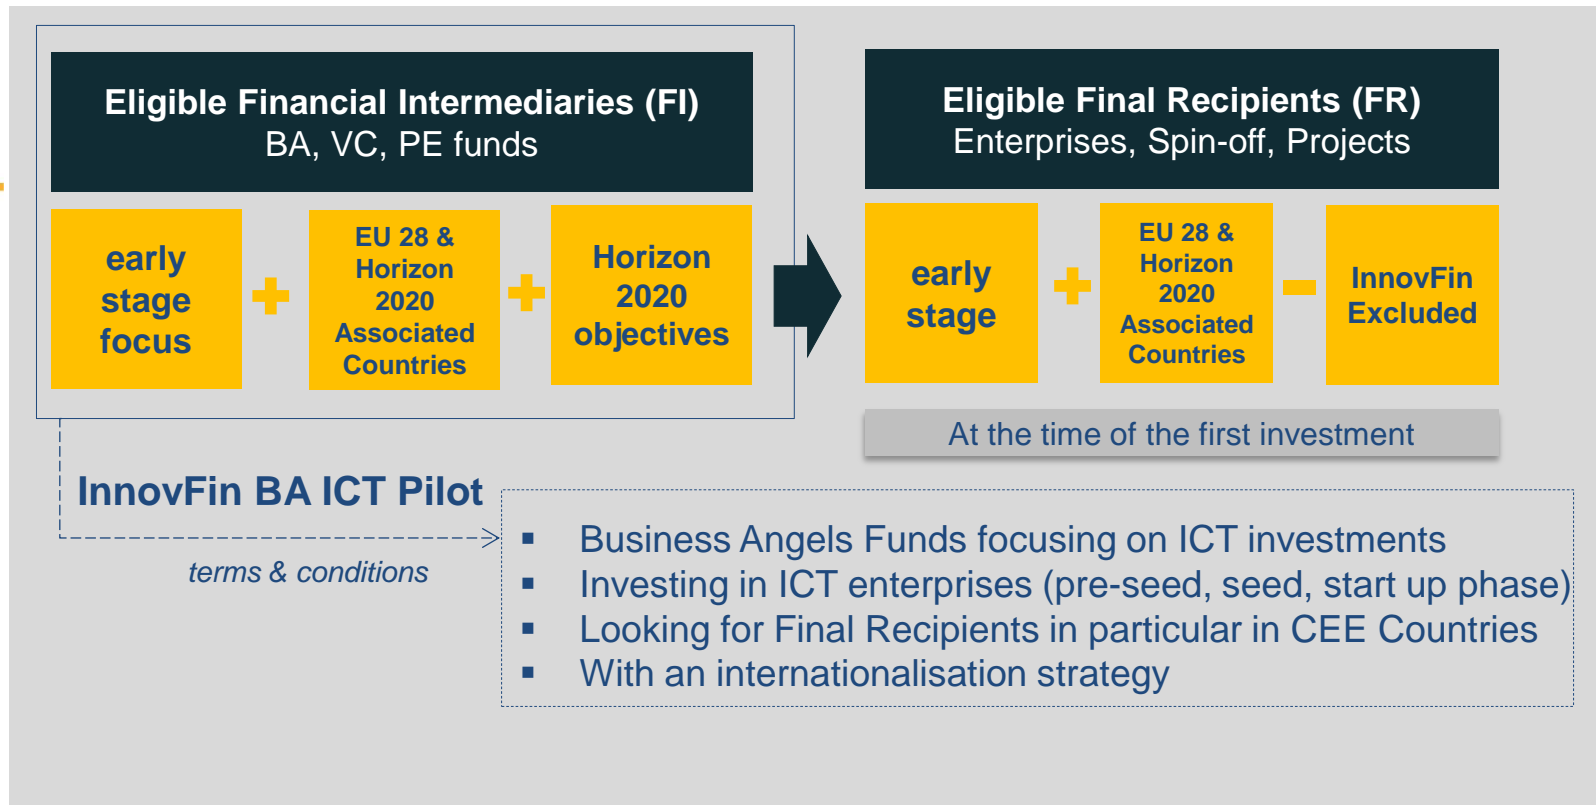 Eligible Financial Intermediaries (FI)
BA, VC, PE funds
early
stage
focus
EU 28 &
Horizon
2020
Associated
Countries
Horizon
2020
objectives
Eligible Final Recipients (FR)
Enterprises, Spin-off, Projects
early
stage
EU 28 &
Horizon
2020
Associated
Countries
InnovFin
Excluded
At the time of the first investment
InnovFin BA ICT Pilot
terms & conditions
▪ Business Angels Funds focusing on ICT investments
▪ Investing in ICT enterprises (pre-seed, seed, start up phase)
▪ Looking for Final Recipients in particular in CEE Countries
▪ With an internationalisation strategy